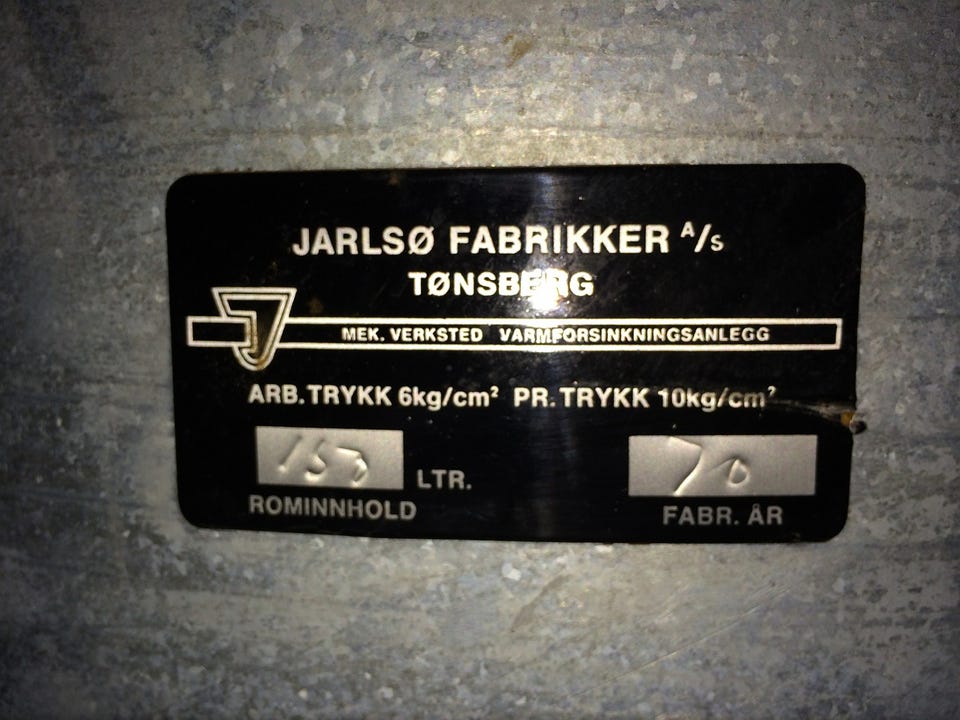 JARLSØ FABRIKKER A/S
TØNSBERG
J
MEK. VERKSTED VARMFORSINKNINGSANLEGG
ARB. TRYKK 6kg/cm² PR. TRYKK 10kg/cm²
150 LTR. 70
ROMINNHOLD FABR. ÅR